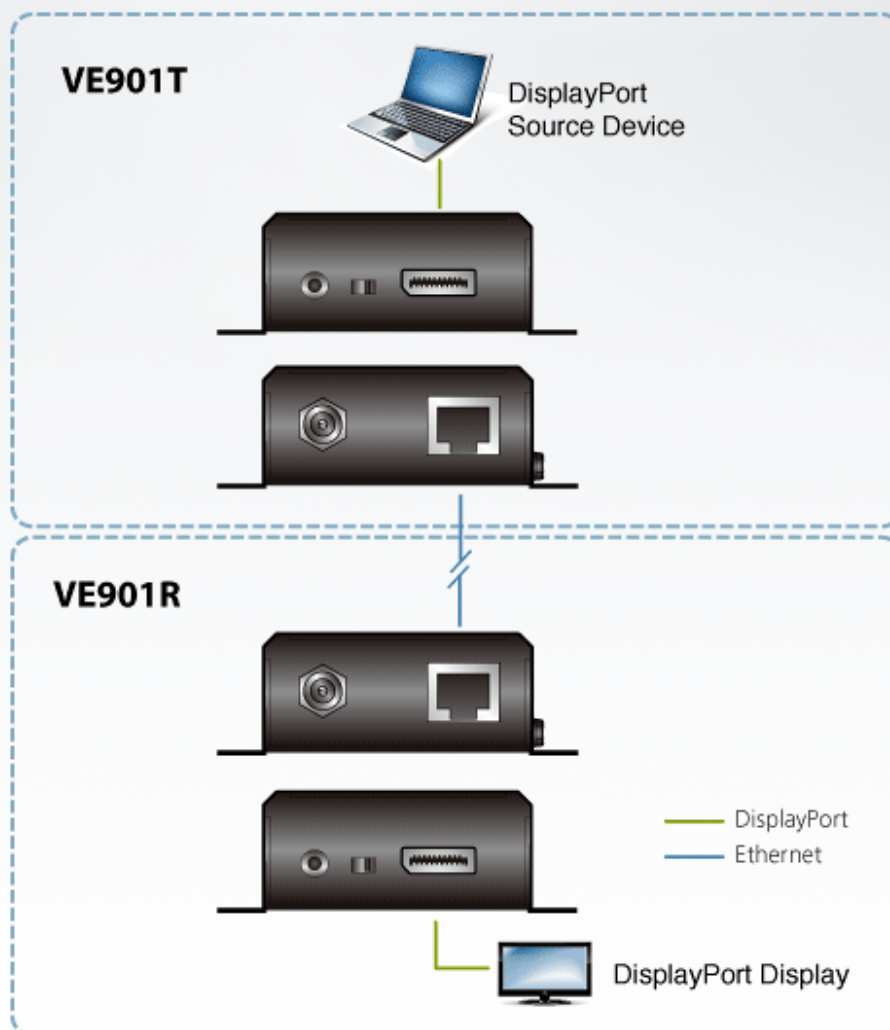 VE901T
DisplayPort
Source Device
VE901R
DisplayPort
Ethernet
DisplayPort Display